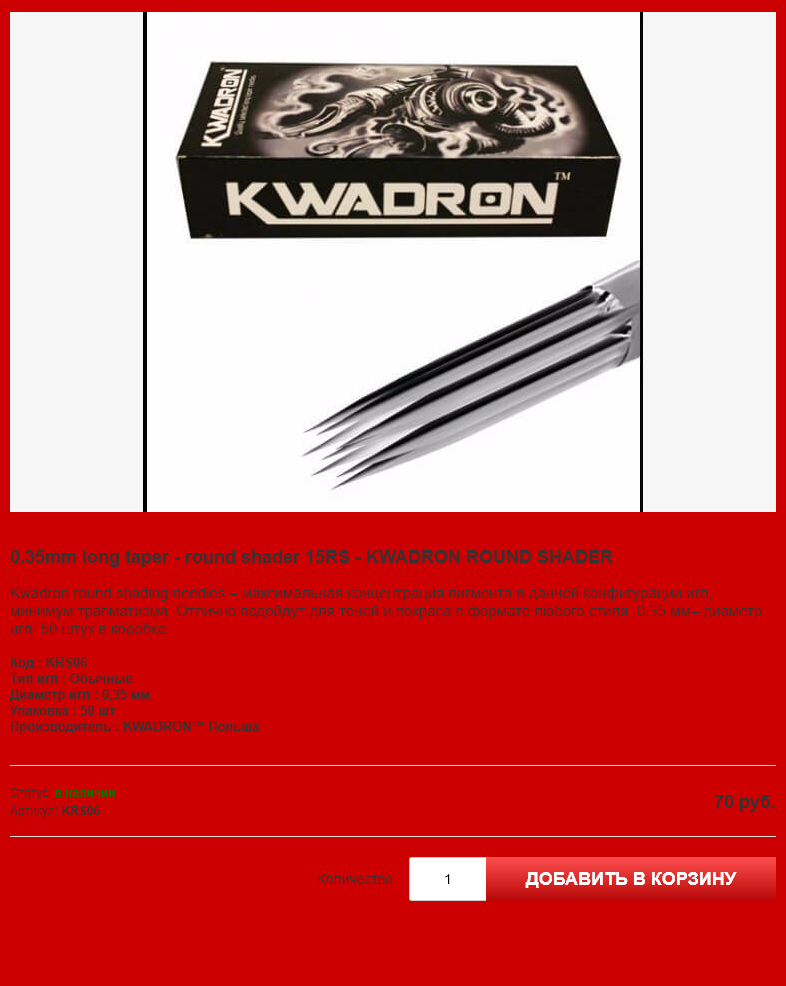 KWADRON
KWADRON™
0.35mm long taper - round shader 15RS - KWADRON ROUND SHADER
Kwadron round shading needles – максимальная концентрация пигмента в данной конфигурации игл,
минимум травматизма. Отлично подойдут для теней и покраса в формате любого стиля. 0.35 мм– диаметр
игл. 50 штук в коробке.
Код : KRS06
Тип игл : Обычные
Диаметр игл : 0,35 мм
Упаковка : 50 шт
Производитель : KWADRON™ Польша
Статус: в наличии
Артикул: KRS06
70 руб.
Количество
1
ДОБАВИТЬ В КОРЗИНУ